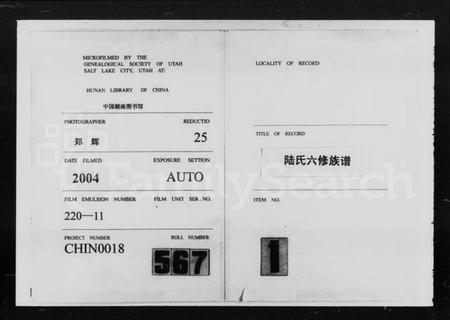 MICROFILMED BY THE
GENEALOGICAL SOCIETY OF UTAH
SALT LAKE CITY, UTAH AT:
HUNAN LIBRARY OF CHINA
中国湖南图书馆
PHOTOGRAPHER REDUCTIO
郑 辉 25
DATE FILMED EXPOSURE SETTION
2004 AUTO
FILM EMULSION NUMBER FILM UNIT SER. NO.
220—11
PROJECT NUMBER ROLL NUMBER
CHIN0018 567
LOCALITY OF RECOED
TITLE OF RECORD
陆氏六修族谱
ITEM NO.
1
FamilySearch